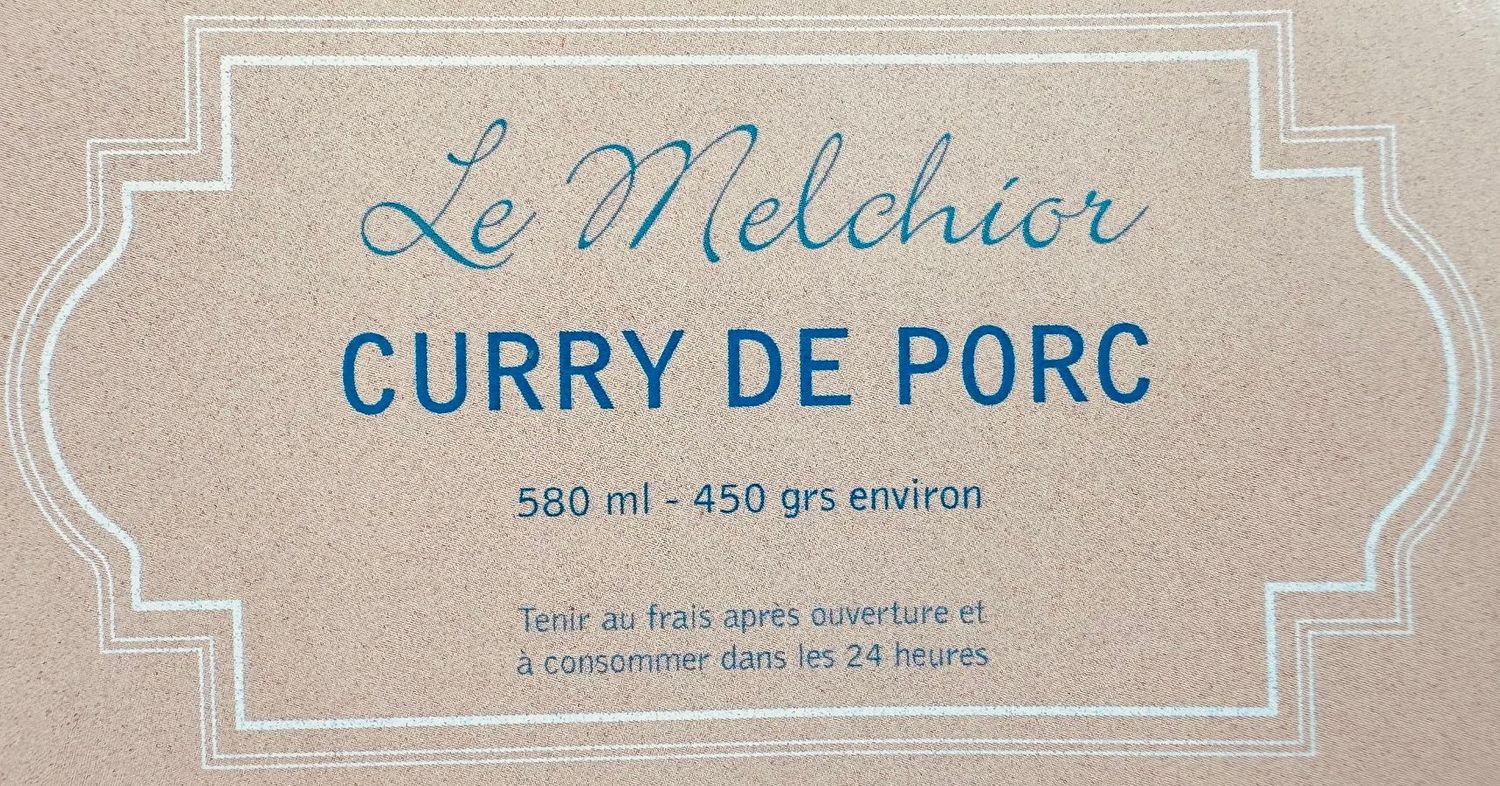 Le Melchior
CURRY DE PORC
580 ml - 450 grs environ
Tenir au frais après ouverture et
à consommer dans les 24 heures